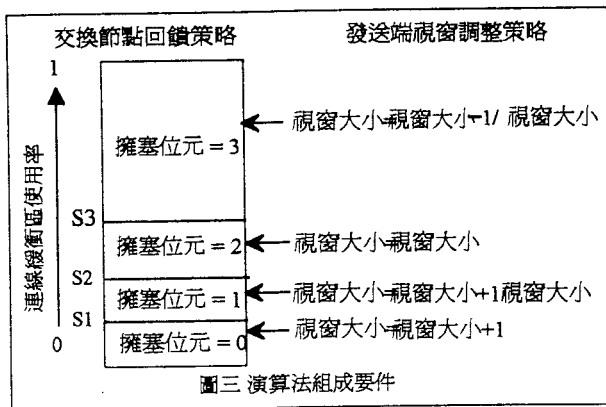 交換節點回饋策略
發送端視窗調整策略
1
連線緩衝區使用率
擁塞位元 = 3
視窗大小=視窗大小-1/ 視窗大小
S3
擁塞位元 = 2
視窗大小=視窗大小
S2
擁塞位元 = 1
視窗大小=視窗大小+1/視窗大小
S1
擁塞位元 = 0
視窗大小=視窗大小+1
0
圖三 演算法組成要件